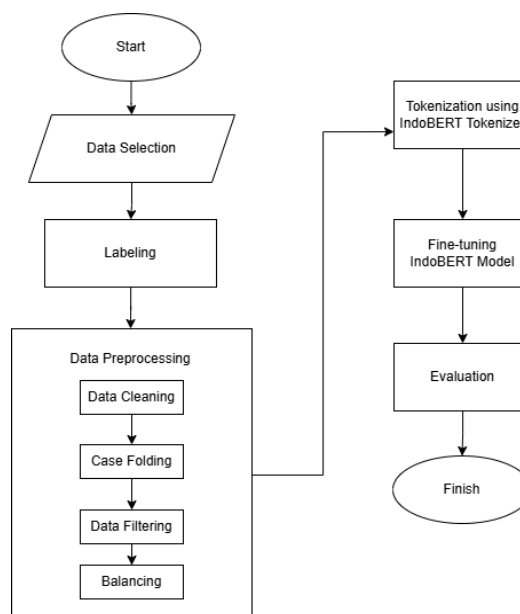 Start
Data Selection
Labeling
Data Preprocessing
Data Cleaning
Case Folding
Data Filtering
Balancing
Tokenization using
IndoBERT Tokenize
Fine-tuning
IndoBERT Model
Evaluation
Finish